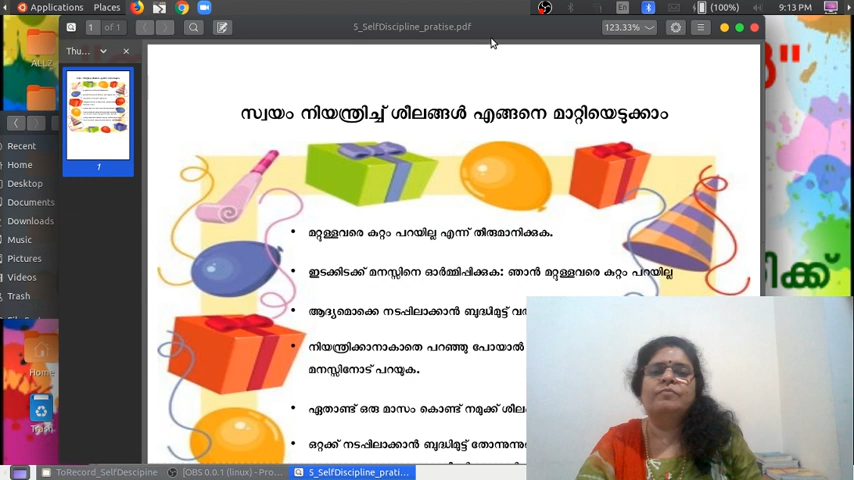 Applications Places
En
(100%)
9:13 PM
1 of 1
5_SelfDiscipline_pratise.pdf
123.33%
Thu...
1
Recent
Home
Desktop
Documents
Downloads
Music
Pictures
Videos
Trash
Home
സ്വയം നിയന്ത്രിച്ച് ശീലങ്ങൾ എങ്ങനെ മാറ്റിയെടുക്കാം
മറ്റുള്ളവരെ കുറ്റം പറയില്ല എന്ന് തീരുമാനിക്കുക.
ഇടക്കിടക്ക് മനസ്സിനെ ഓർമ്മിപ്പിക്കുക: ഞാൻ മറ്റുള്ളവരെ കുറ്റം പറയില്ല
ആദ്യമൊക്കെ നടപ്പിലാക്കാൻ ബുദ്ധിമുട്ട്
നിയന്ത്രിക്കാനാകാതെ പറഞ്ഞു പോയാൽ
മനസ്സിനോട് പറയുക.
ഏതാണ്ട് ഒരു മാസം കൊണ്ട് നമുക്ക്
ഒറ്റക്ക് നടപ്പിലാക്കാൻ ബുദ്ധിമുട്ട്
ToRecord_SelfDescipine
[OBS 0.0.1 (linux) - Pro...
5_SelfDiscipline_prati...